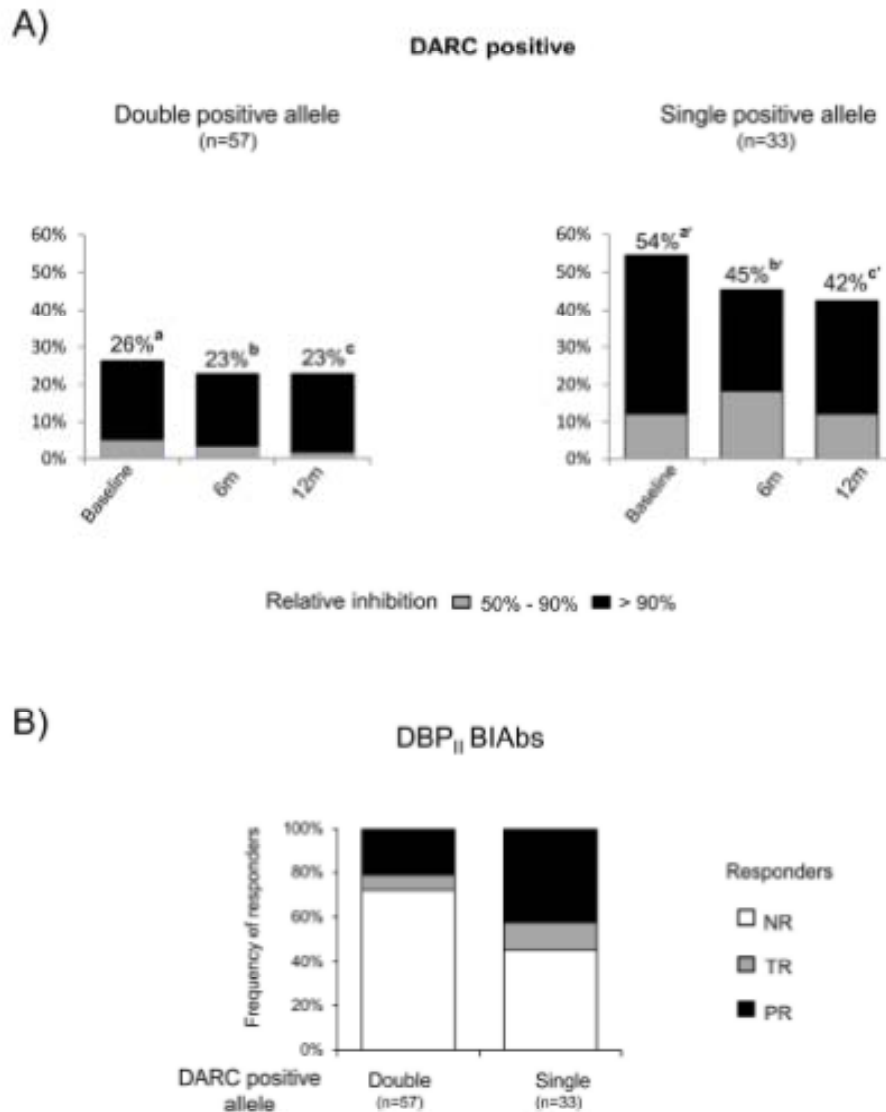 A)
DARC positive
Double positive allele
(n=57)
Single positive allele
(n=33)
60%
50%
40%
30%
20%
10%
0%
26%a
23%b
23%c
Baseline
6m
12m
60%
50%
40%
30%
20%
10%
0%
54%a'
45%b'
42%c'
Baseline
6m
12m
Relative inhibition 50% - 90% > 90%
B)
DBPII BIAbs
Frequency of responders
100%
80%
60%
40%
20%
0%
Responders
NR
TR
PR
DARC positive
allele
Double
(n=57)
Single
(n=33)